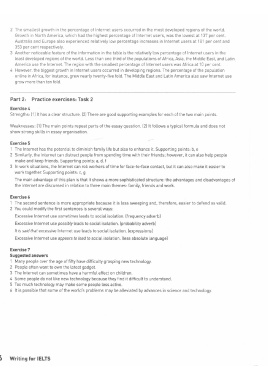 2 The smallest growth in the percentage of internet users occurred in the most developed regions of the world.
Growth in North America, which had the highest percentage of internet users, was the lowest at 137 per cent.
Australia and Europe also experienced relatively low percentage increases in internet users at
per cent respectively.
3 Another noticeable feature of the information in the table is the relatively low percentage of internet users in the
least developed regions of the world. Less than one third of the populations of Africa, Asia, the Middle East, and Latin
America use the internet. The region with the smallest percentage of internet users was Africa at per cent.
4 However, the biggest growth in internet users occurred in developing regions. The percentage of the population
online in Africa, for instance, grew nearly twenty-five fold. The Middle East and Latin America also saw internet use
grow more than tenfold.
Part 2: Practice exercises: Task 2
Exercise 4
Strengths: [1] It has a clear structure. [2] There are good supporting examples for each of the two main points.
Weaknesses: [1] The main points repeat parts of the essay question. [2] It follows a typical formula and does not
show strong skills in essay organisation.
Exercise 5
1 The Internet has the potential to diminish family life but also to enhance it. Supporting points: b, e
2 Similarly, the internet can distract people from spending time with their friends; however, it can also help people
make and keep friends. Supporting points: a, d, f
3 In work situations, the Internet can rob workers of time for face-to-face contact, but it can also make it easier to
work together. Supporting points: c, g
The main advantage of this plan is that it shows a more sophisticated structure: the advantages and disadvantages of
the internet are discussed in relation to three main themes: family, friends and work.
Exercise 6
1 The second sentence is more appropriate because it is less sweeping and, therefore, easier to defend as valid.
2 You could modify the first sentence in several ways:
Excessive Internet use sometimes leads to social isolation. (frequency adverb)
Excessive Internet use possibly leads to social isolation. (probability adverb)
It is said that excessive Internet use leads to social isolation. (expressions)
Excessive Internet use appears to lead to social isolation. (less absolute language)
Exercise 7
Suggested answers
1 Many people over the age of fifty have difficulty grasping new technology.
2 People often want to own the latest gadget.
3 The Internet can sometimes have a harmful effect on children.
4 Some people do not like new technology because they find it difficult to understand.
5 Too much technology may make some people less active.
6 It is possible that some of the world's problems may be alleviated by advances in science and technology.
Writing for IELTS